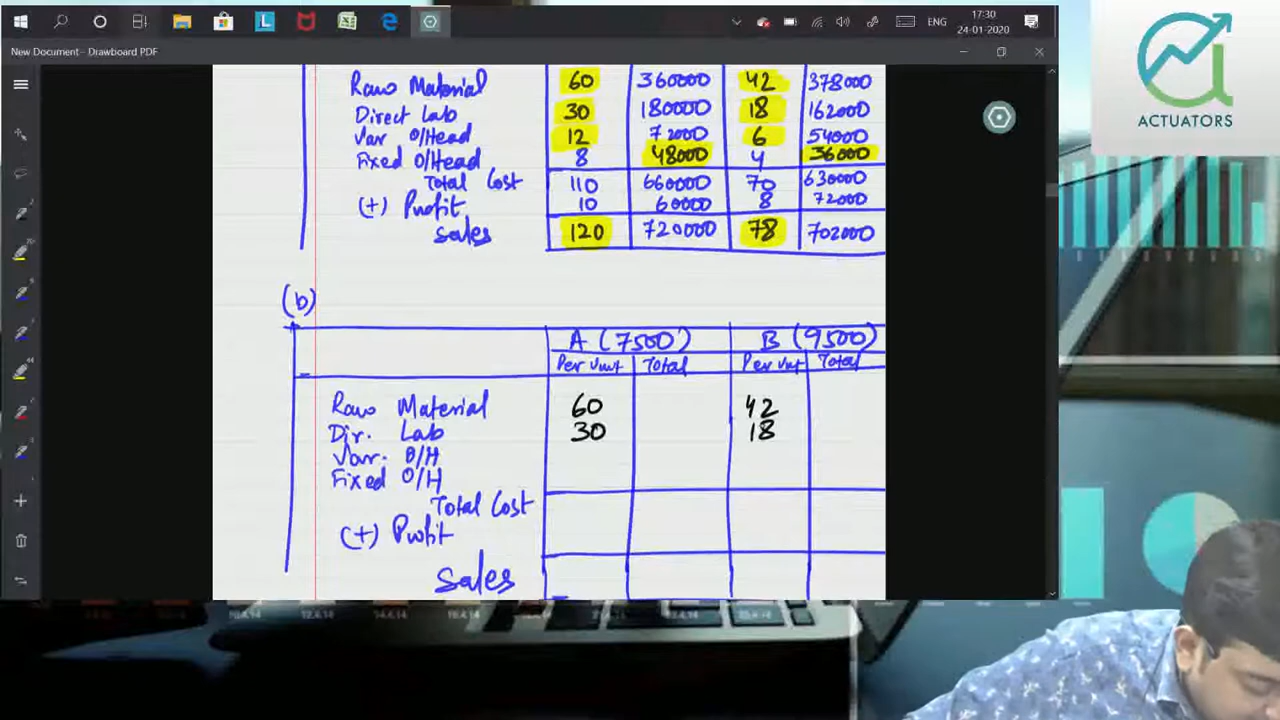 17:30
ENG
24-01-2020
New Document - Drawboard PDF
ACTUATORS
Raw Material 60 360000 42 378000
Direct Lab 30 180000 18 162000
Var O/Head 12 72000 6 54000
Fixed O/Head 8 48000 4 36000
Total Cost 110 660000 70 630000
(+) Profit 10 60000 8 72000
Sales 120 720000 78 702000
(b)
A (7500) B (9500)
Per Unit Total Per Unit Total
Raw Material 60 42
Dir. Lab 30 18
Var. O/H
Fixed O/H
Total Cost
(+) Profit
Sales